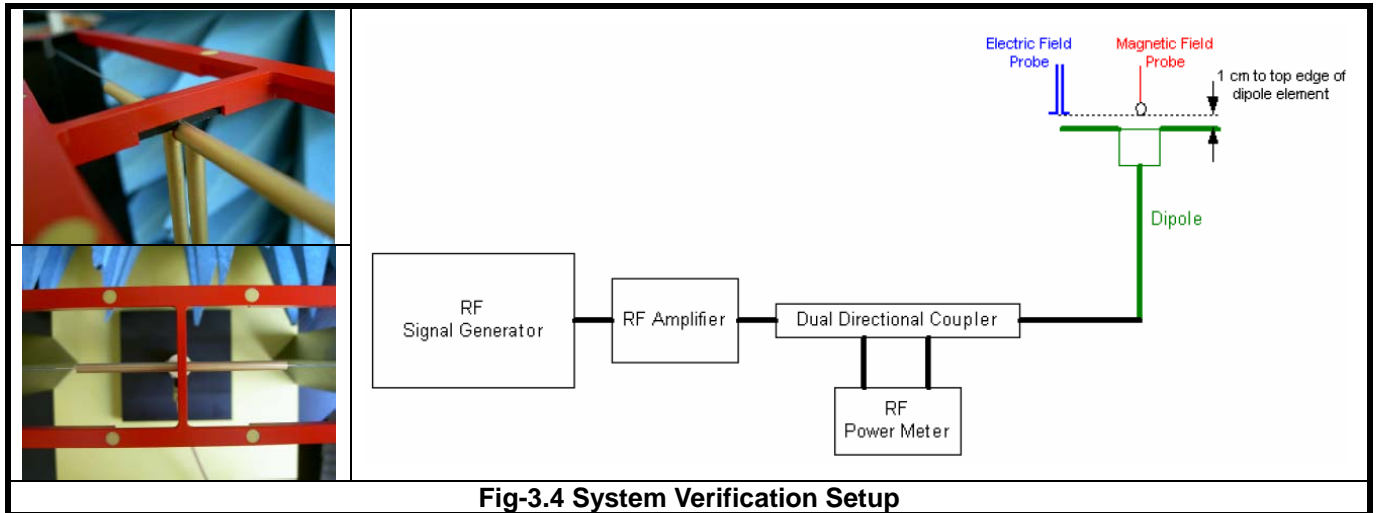 Electric Field
Probe
Magnetic Field
Probe
1 cm to top edge of
dipole element
Dipole
RF
Signal Generator
RF Amplifier
Dual Directional Coupler
RF
Power Meter
Fig-3.4 System Verification Setup